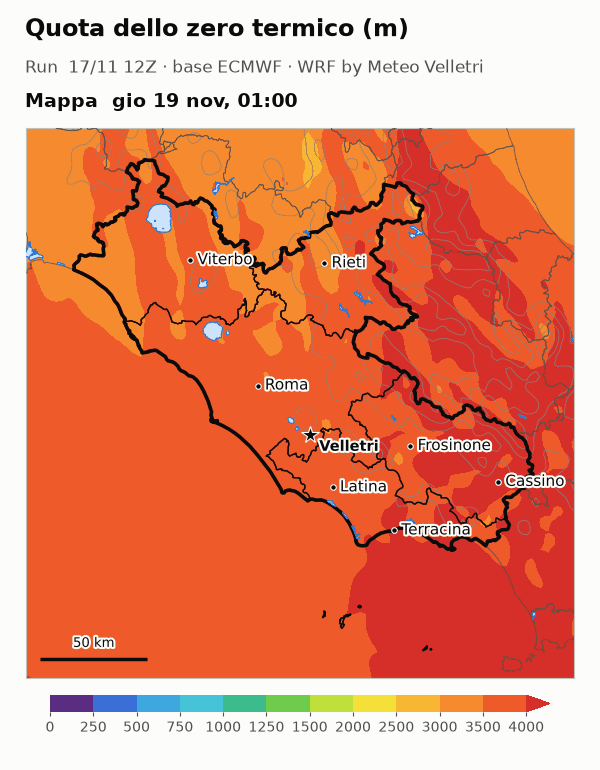 Quota dello zero termico (m)
Run 17/11 12Z · base ECMWF · WRF by Meteo Velletri
Mappa gio 19 nov, 01:00
Viterbo
Rieti
Roma
Velletri
Frosinone
Latina
Cassino
Terracina
50 km
0 250 500 750 1000 1250 1500 2000 2500 3000 3500 4000